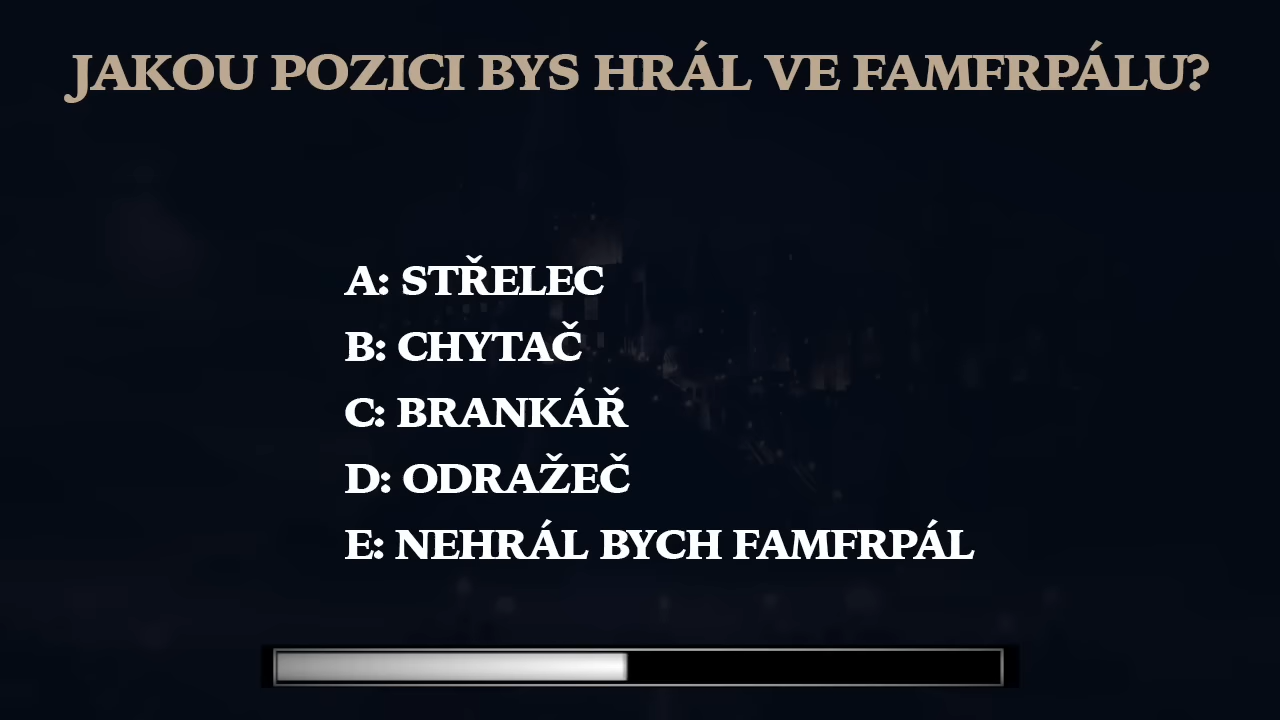 JAKOU POZICI BYS HRÁL VE FAMFRPÁLU?
A: STŘELEC
B: CHYTAČ
C: BRANKÁŘ
D: ODRAŽEČ
E: NEHRÁL BYCH FAMFRPÁL